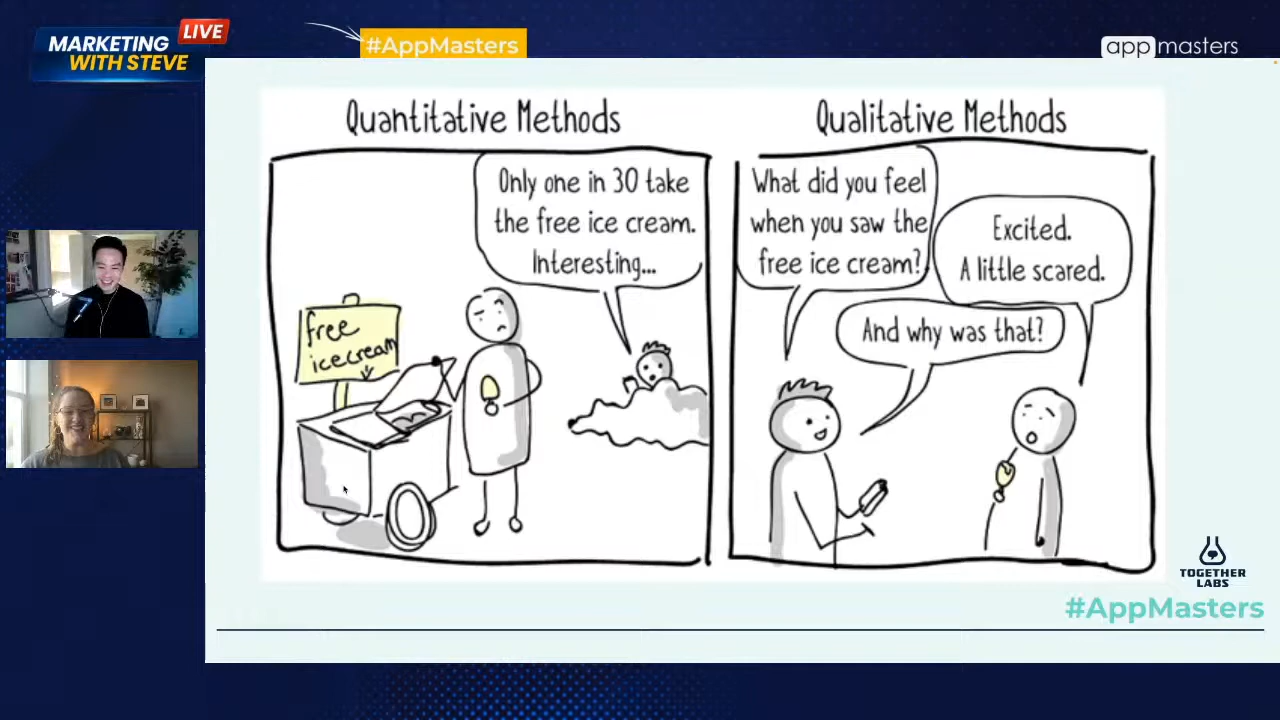 MARKETING
WITH STEVE
LIVE
#AppMasters
app masters
Quantitative Methods
Only one in 30 take
the free ice cream.
Interesting...
free
icecream
Qualitative Methods
What did you feel
when you saw the
free ice cream?
Excited.
A little scared.
And why was that?
TOGETHER
LABS
#AppMasters